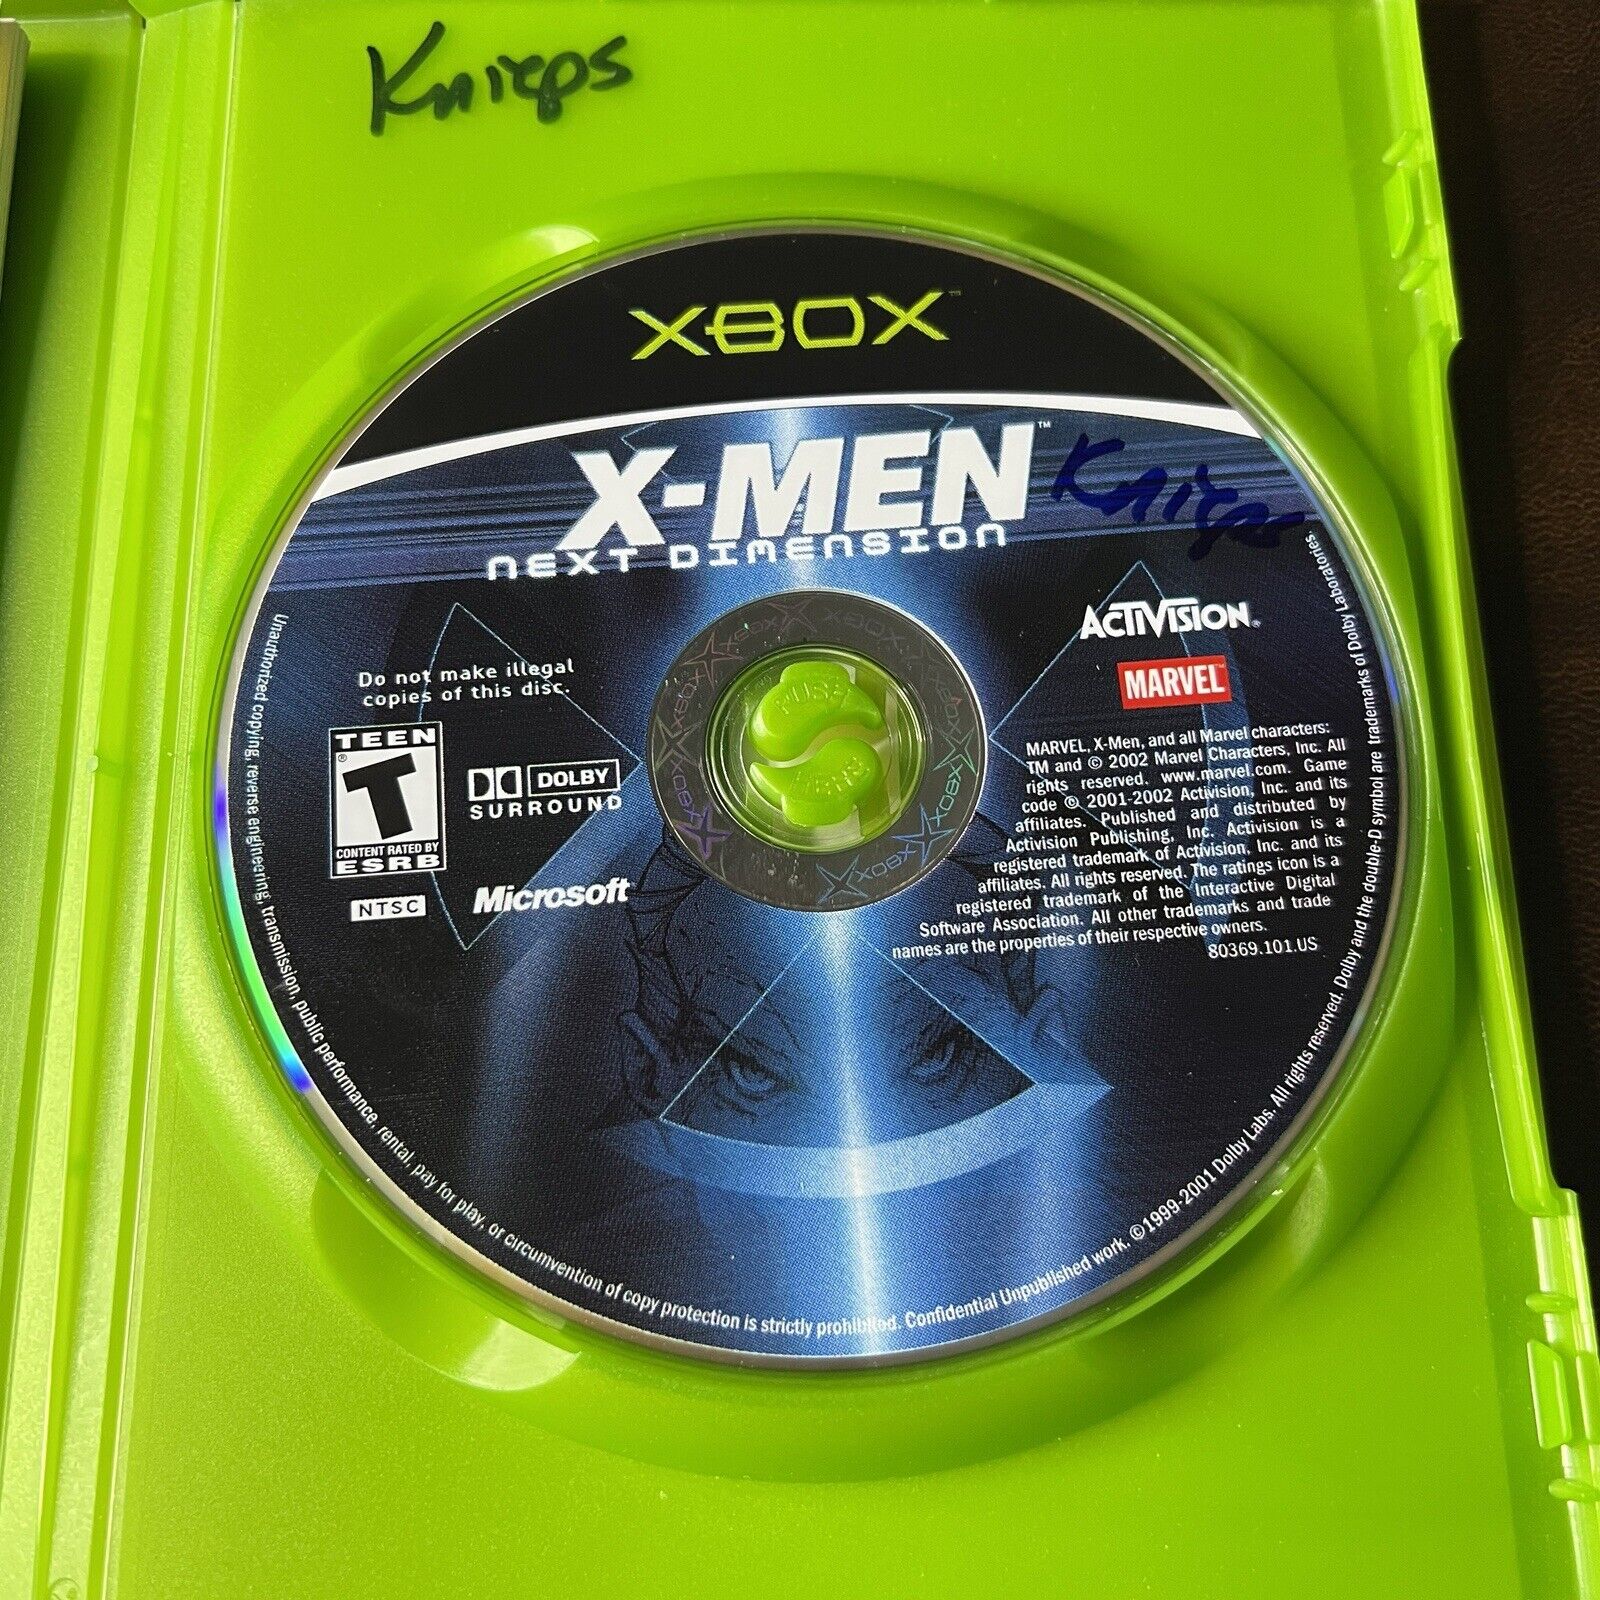 Knieps
XBOX™
X-MEN™
NEXT DIMENSION
Knieps
Do not make illegal
copies of this disc.
TEEN
T
®
CONTENT RATED BY
ESRB
DOLBY
SURROUND
NTSC
Microsoft
PUSH
ACTIVISION®
MARVEL
MARVEL, X-Men, and all Marvel characters:
TM and © 2002 Marvel Characters, Inc. All
rights reserved. www.marvel.com. Game
code © 2001-2002 Activision, Inc. and its
affiliates. Published and distributed by
Activision Publishing, Inc. Activision is a
registered trademark of Activision, Inc. and its
affiliates. All rights reserved. The ratings icon is a
registered trademark of the Interactive Digital
Software Association. All other trademarks and trade
names are the properties of their respective owners.
80369.101.US
Unauthorized copying, reverse engineering, transmission, public performance, rental, pay for play, or circumvention of copy protection is strictly prohibited. Confidential Unpublished work. ©1999-2001 Dolby Labs. All rights reserved. Dolby and the double-D symbol are trademarks of Dolby Laboratories.